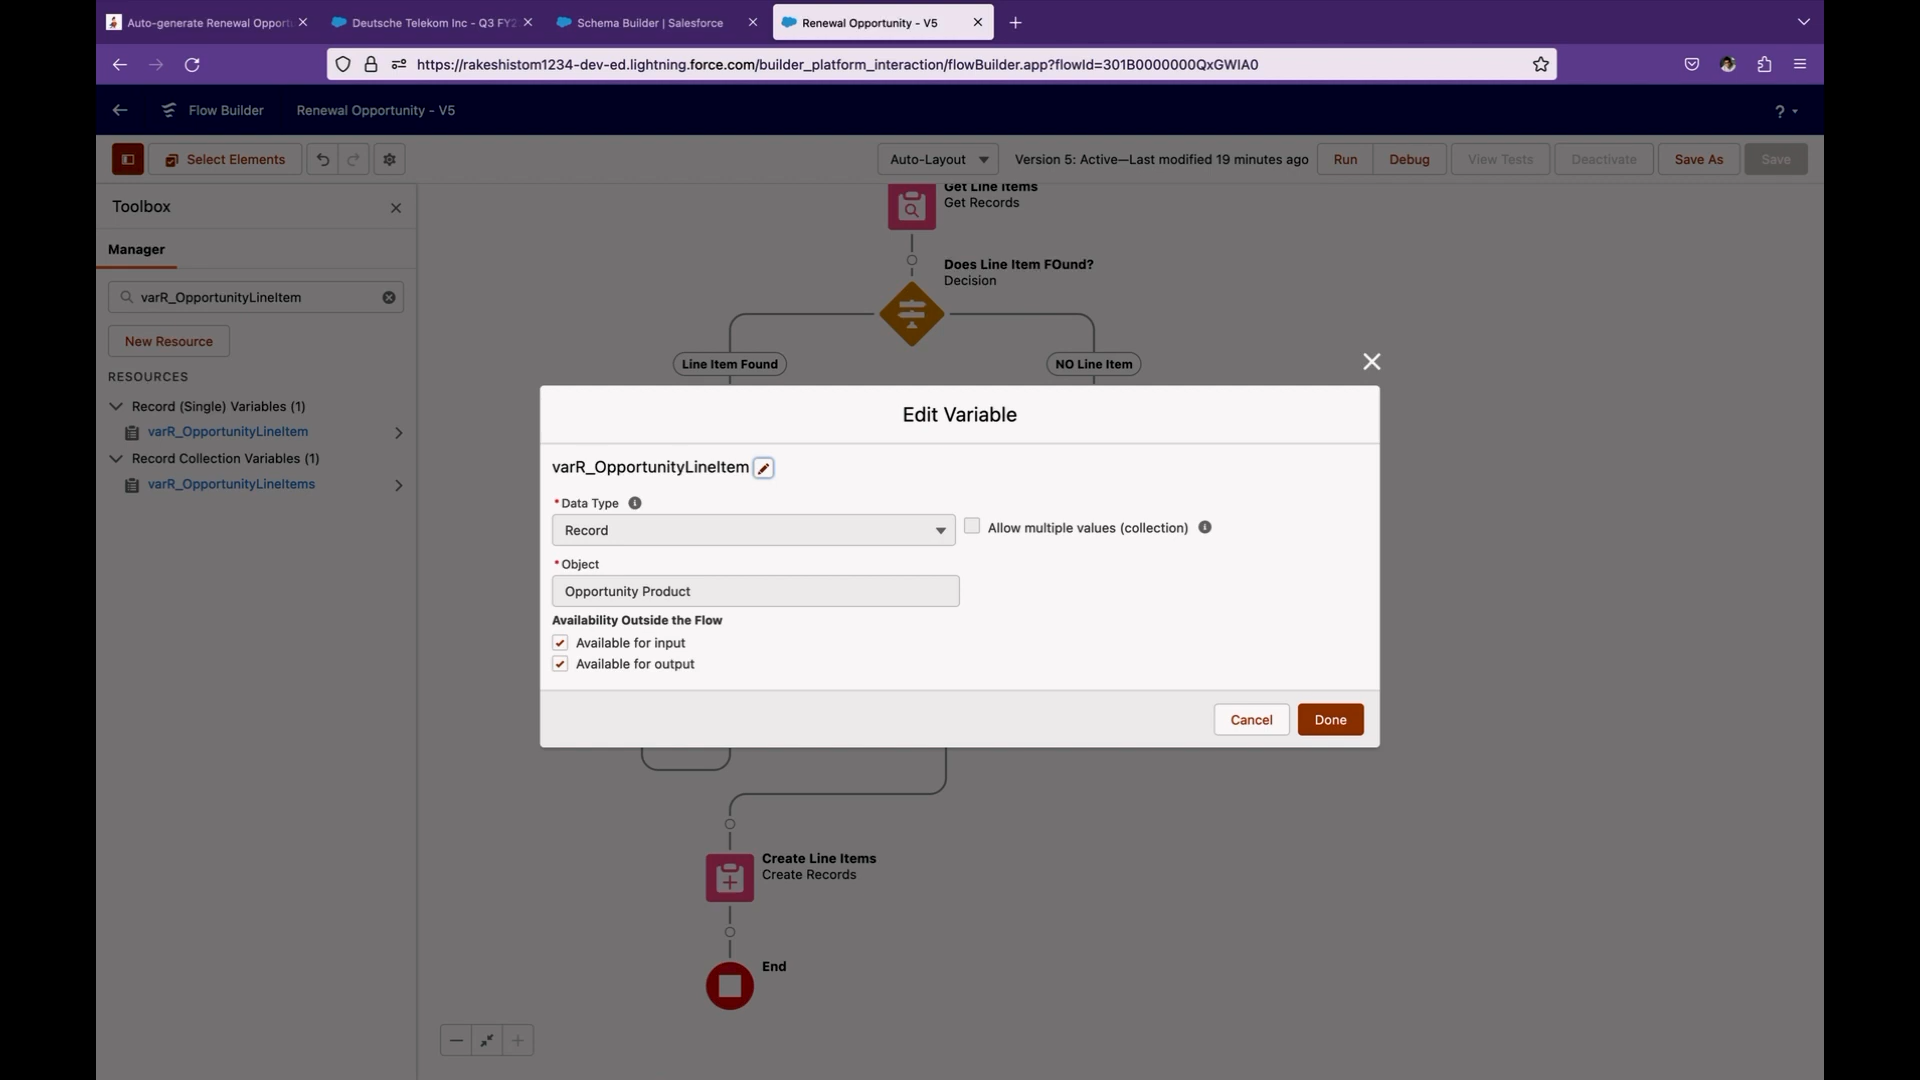 Auto-generate Renewal Opport
Deutsche Telekom Inc - Q3 FY2
Schema Builder | Salesforce
Renewal Opportunity - V5
https://rakeshistom1234-dev-ed.lightning.force.com/builder_platform_interaction/flowBuilder.app?flowId=301B0000000QxGWIA0
Flow Builder
Renewal Opportunity - V5
?
Select Elements
Auto-Layout
Version 5: Active—Last modified 19 minutes ago
Run
Debug
View Tests
Deactivate
Save As
Save
Toolbox
Manager
varR_OpportunityLineItem
New Resource
RESOURCES
Record (Single) Variables (1)
varR_OpportunityLineItem
Record Collection Variables (1)
varR_OpportunityLineItems
Get Line Items
Get Records
Does Line Item FOund?
Decision
Line Item Found
NO Line Item
Edit Variable
varR_OpportunityLineItem
*Data Type
Record
Allow multiple values (collection)
*Object
Opportunity Product
Availability Outside the Flow
Available for input
Available for output
Cancel
Done
Create Line Items
Create Records
End